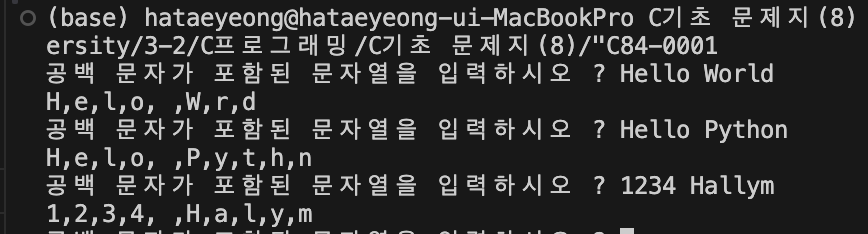 (base) hataeyeong@hataeyeong-ui-MacBookPro C기초 문제지(8)
ersity/3-2/C프로그래밍/C기초 문제지(8)/"C84-0001
공백 문자가 포함된 문자열을 입력하시오 ? Hello World
H,e,l,o, ,W,r,d
공백 문자가 포함된 문자열을 입력하시오 ? Hello Python
H,e,l,o, ,P,y,t,h,n
공백 문자가 포함된 문자열을 입력하시오 ? 1234 Hallym
1,2,3,4, ,H,a,l,y,m